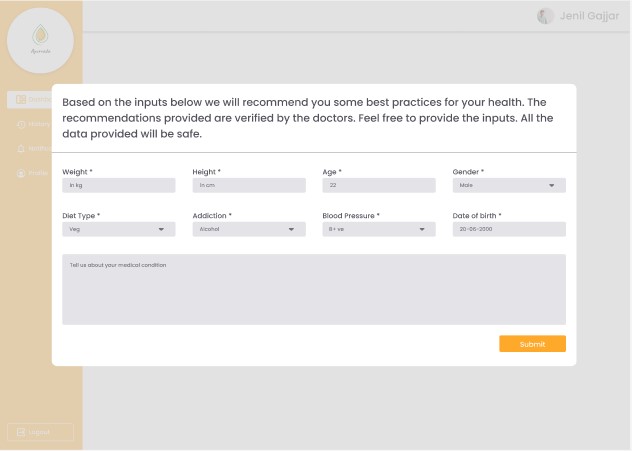 Ayurveda
Jenil Gajjar
History
Profile
Logout
Based on the inputs below we will recommend you some best practices for your health. The
recommendations provided are verified by the doctors. Feel free to provide the inputs. All the
data provided will be safe.
Weight * Height * Age * Gender *
In kg In cm 22 Male
Diet Type * Addiction * Blood Pressure * Date of birth *
Veg Alcohol B+ ve 20-06-2000
Tell us about your medical condition
Submit